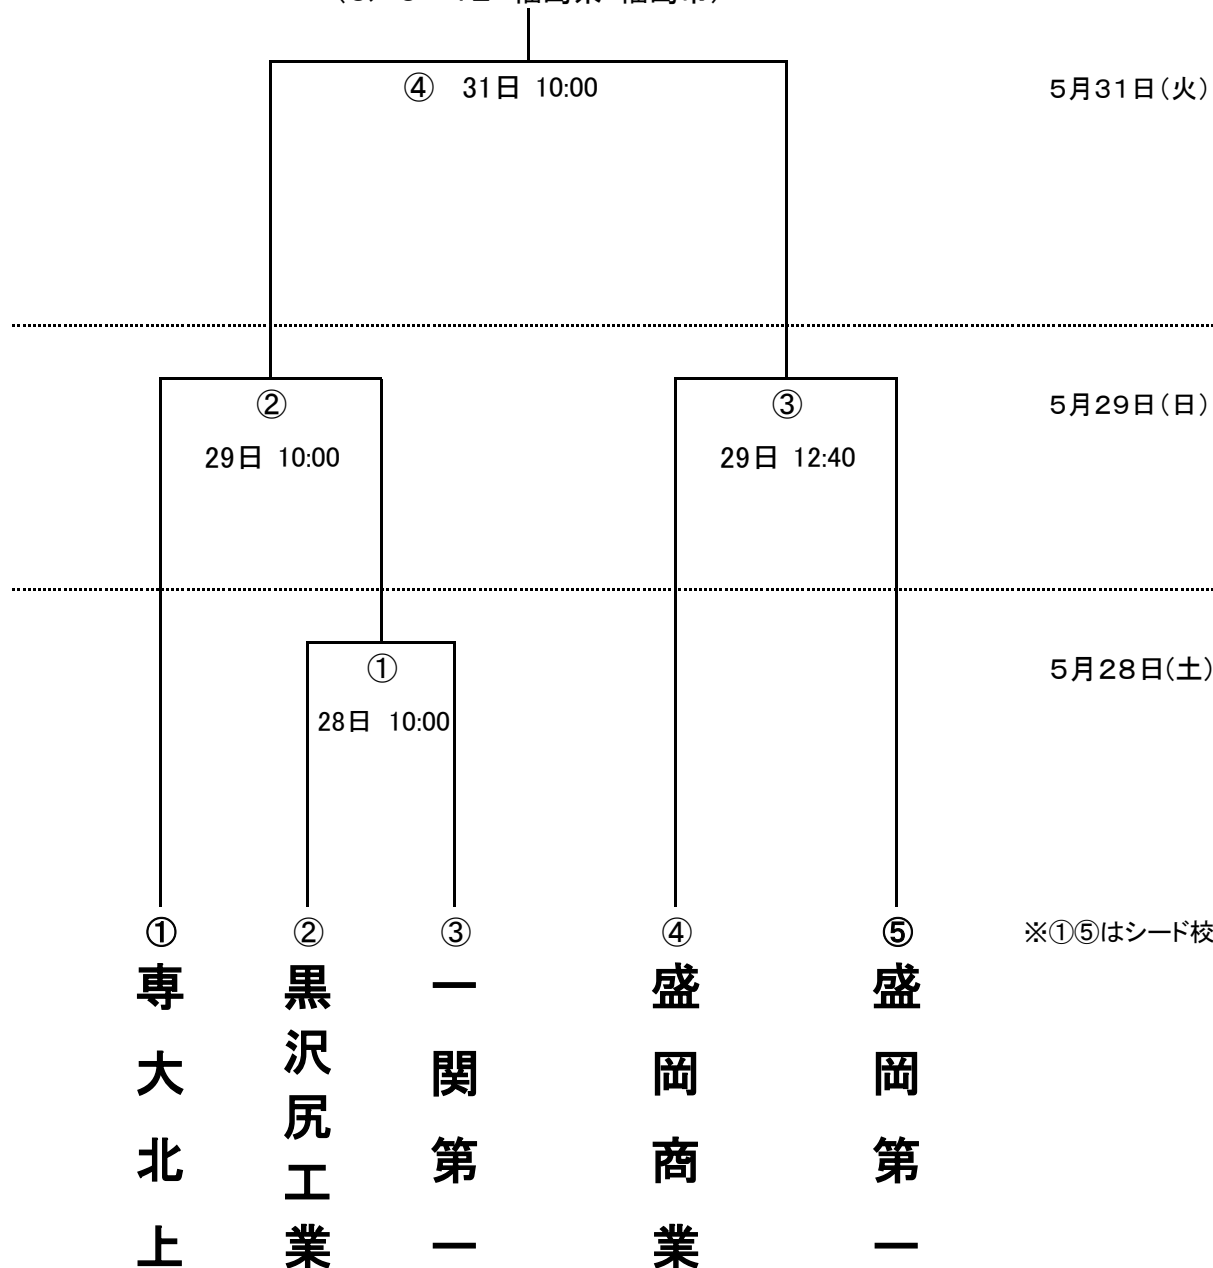 ④ 31日 10:00
5月31日(火)
②
③
5月29日(日)
29日 10:00
29日 12:40
①
5月28日(土)
28日 10:00
①
②
③
④
⑤
※①⑤はシード校
専大北上
黒沢尻工業
一関第一
盛岡商業
盛岡第一